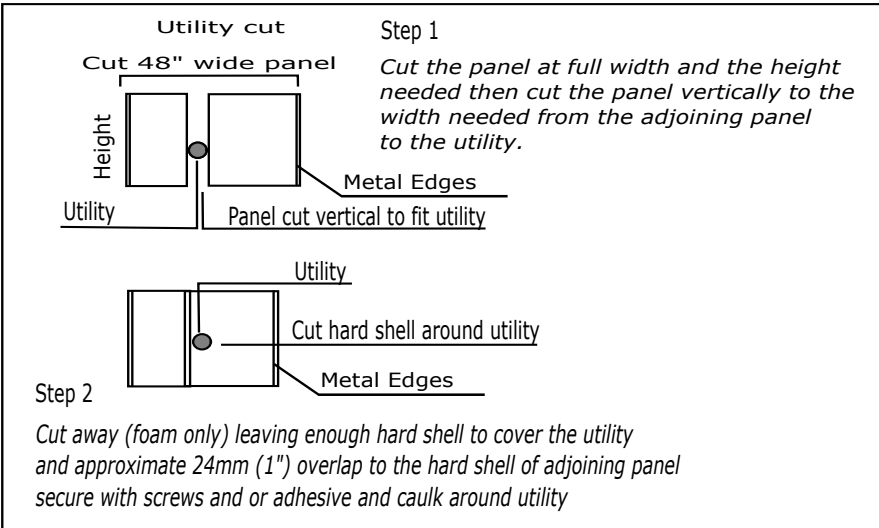 Utility cut
Cut 48" wide panel
Step 1
Cut the panel at full width and the height
needed then cut the panel vertically to the
width needed from the adjoining panel
to the utility.
Height
Metal Edges
Utility
Panel cut vertical to fit utility
Utility
Cut hard shell around utility
Metal Edges
Step 2
Cut away (foam only) leaving enough hard shell to cover the utility
and approximate 24mm (1") overlap to the hard shell of adjoining panel
secure with screws and or adhesive and caulk around utility